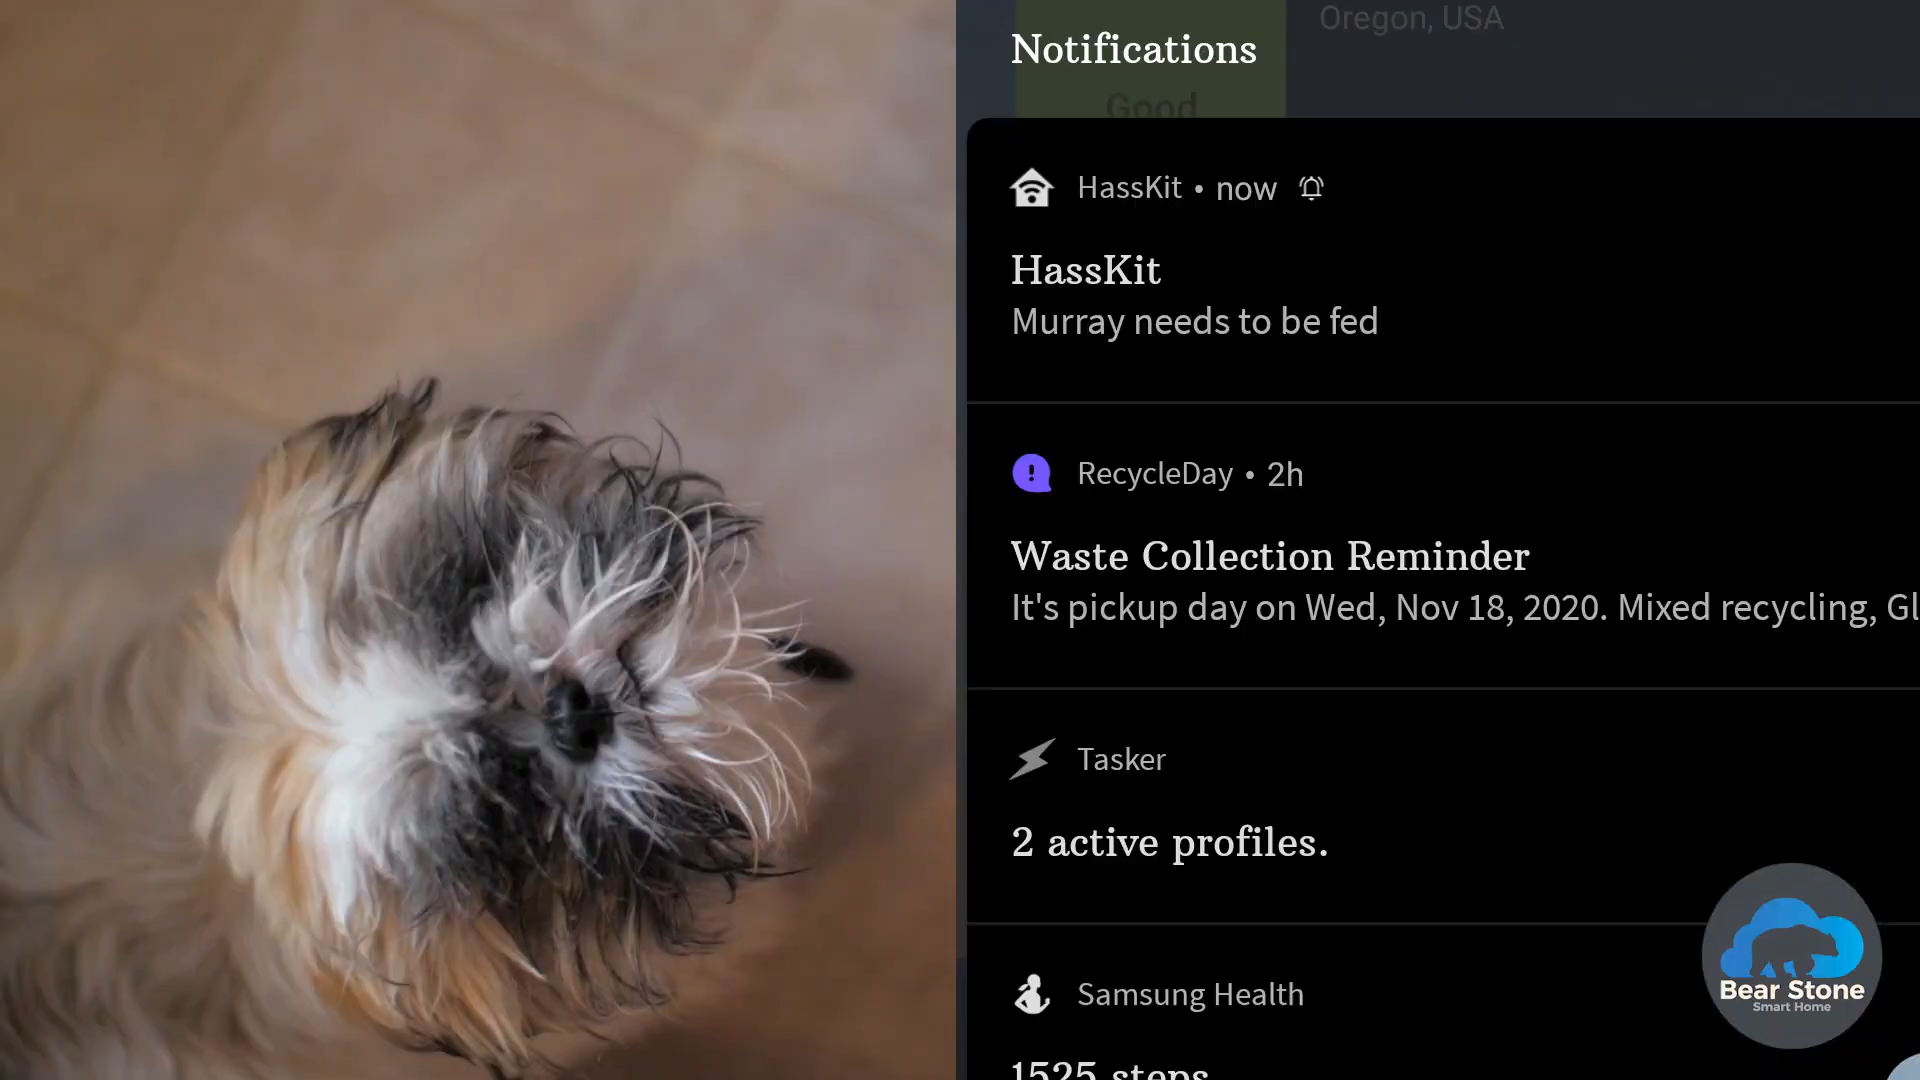 Oregon, USA
Notifications
Good
HassKit • now
HassKit
Murray needs to be fed
RecycleDay • 2h
Waste Collection Reminder
It's pickup day on Wed, Nov 18, 2020. Mixed recycling, Gl
Tasker
2 active profiles.
Samsung Health
1525 steps
Bear Stone
Smart Home